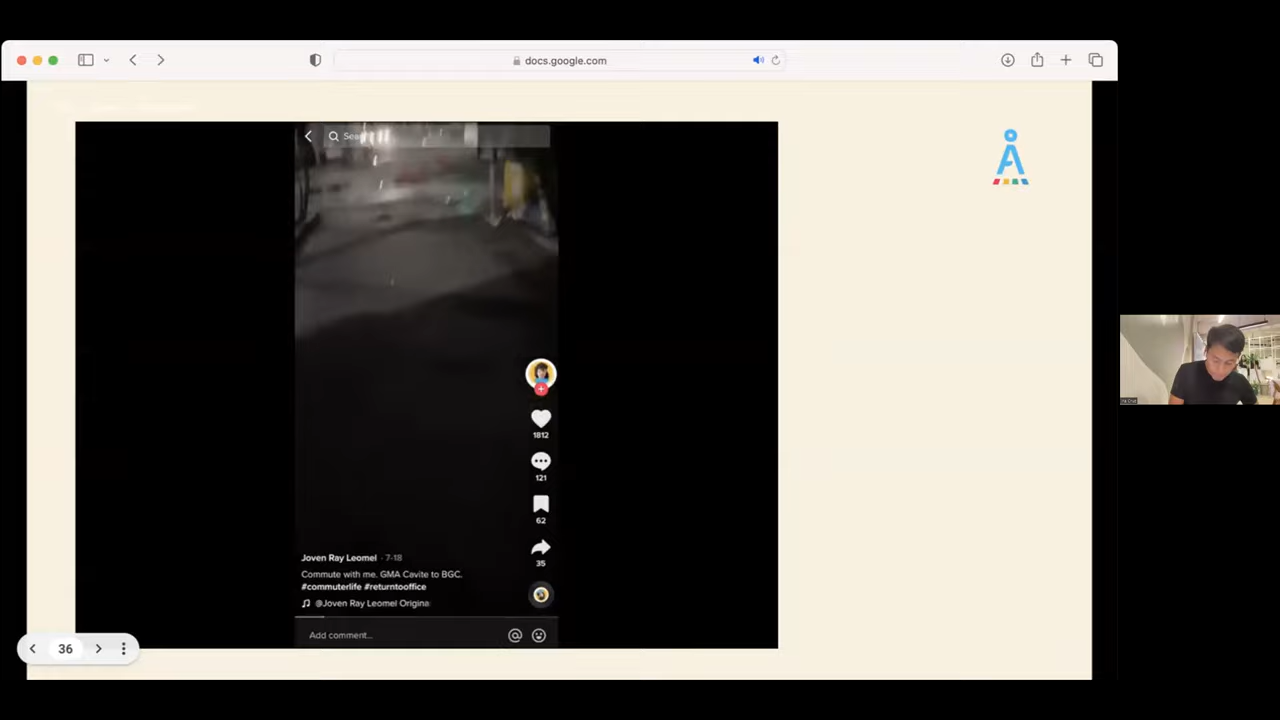 docs.google.com
1812
121
62
35
Joven Ray Leomel · 7-18
Commute with me. GMA Cavite to BGC.
#commuterlife #returntooffice
@Joven Ray Leomel Origina
Add comment...
36